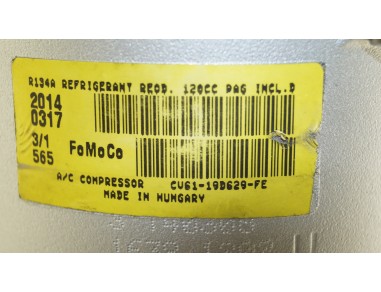 R134A REFRIGERANT REQD. 120CC PAG INCL.D
2014
0317
3/1
565
FoMoCo
A/C COMPRESSOR CV61-19D629-FE
MADE IN HUNGARY